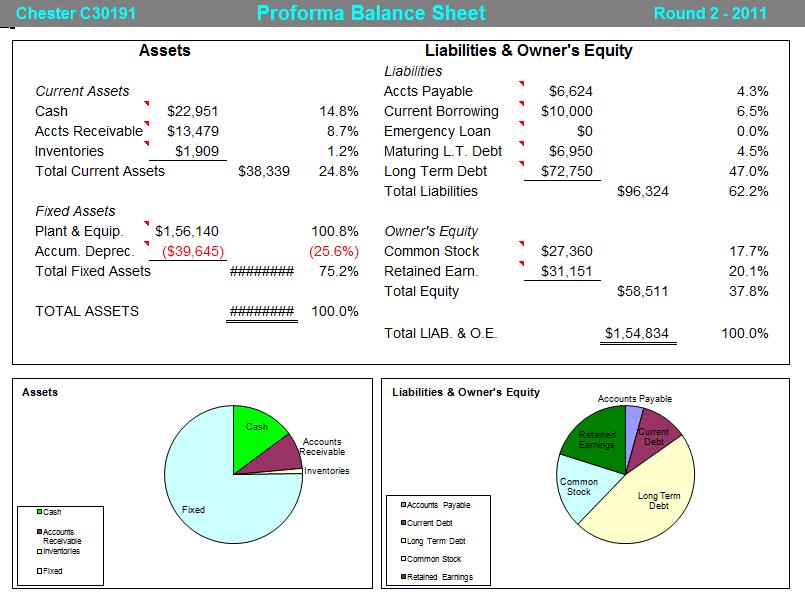 Chester C30191 Proforma Balance Sheet Round 2 - 2011
Assets
Current Assets
Cash $22,951 14.8%
Accts Receivable $13,479 8.7%
Inventories $1,909 1.2%
Total Current Assets $38,339 24.8%
Fixed Assets
Plant & Equip. $1,56,140 100.8%
Accum. Deprec. ($39,645) (25.6%)
Total Fixed Assets ######## 75.2%
TOTAL ASSETS ######## 100.0%
Liabilities & Owner's Equity
Liabilities
Accts Payable $6,624 4.3%
Current Borrowing $10,000 6.5%
Emergency Loan $0 0.0%
Maturing L.T. Debt $6,950 4.5%
Long Term Debt $72,750 47.0%
Total Liabilities $96,324 62.2%
Owner's Equity
Common Stock $27,360 17.7%
Retained Earn. $31,151 20.1%
Total Equity $58,511 37.8%
Total LIAB. & O.E. $1,54,834 100.0%
Assets
Cash
Accounts
Receivable
Inventories
Fixed
Cash
Accounts
Receivable
Inventories
Fixed
Liabilities & Owner's Equity
Accounts Payable
Current
Debt
Retained
Earnings
Common
Stock
Long Term
Debt
Accounts Payable
Current Debt
Long Term Debt
Common Stock
Retained Earnings